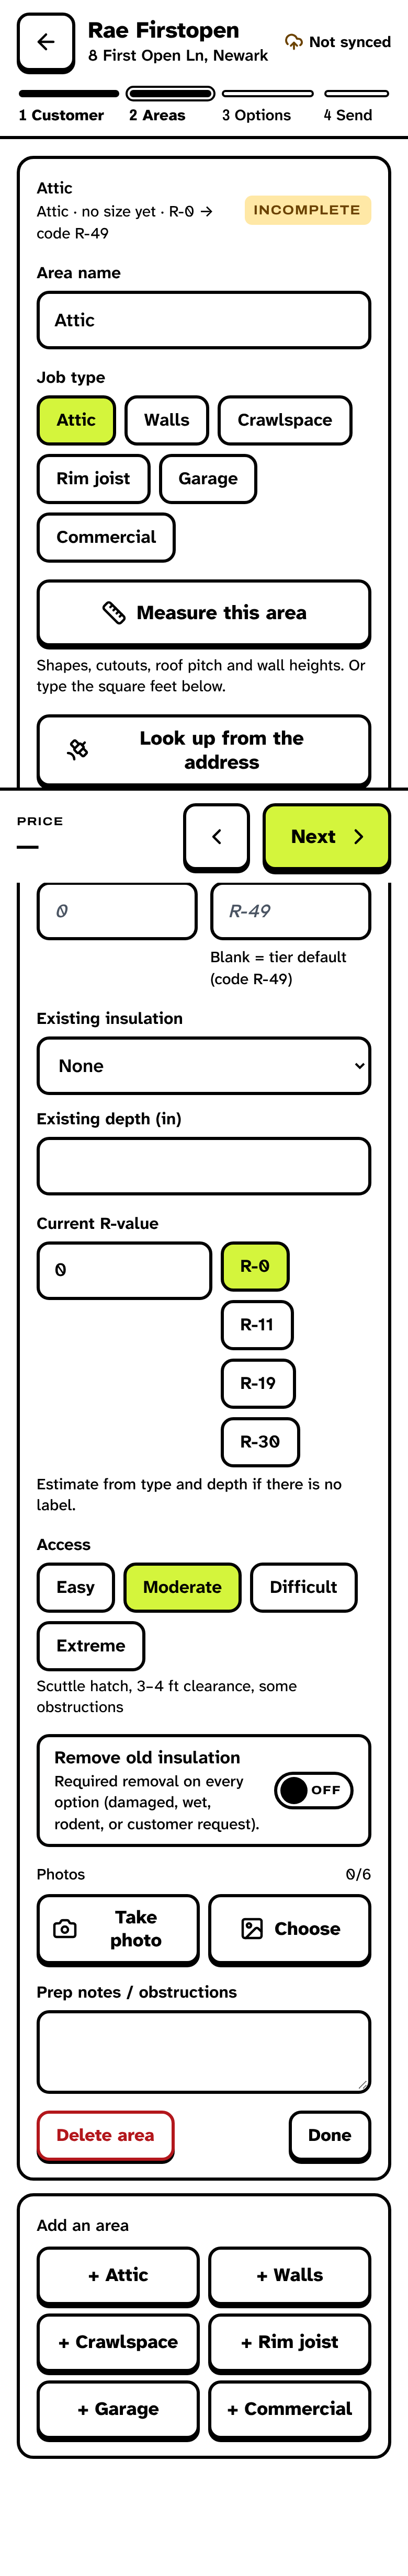 Rae Firstopen
8 First Open Ln, Newark
Not synced
1 Customer
2 Areas
3 Options
4 Send
Attic
Attic · no size yet · R-0 →
code R-49
INCOMPLETE
Area name
Attic
Job type
Attic
Walls
Crawlspace
Rim joist
Garage
Commercial
Measure this area
Shapes, cutouts, roof pitch and wall heights. Or
type the square feet below.
Look up from the
address
PRICE
—
Next
0
R-49
Blank = tier default
(code R-49)
Existing insulation
None
Existing depth (in)
Current R-value
0
R-0
R-11
R-19
R-30
Estimate from type and depth if there is no
label.
Access
Easy
Moderate
Difficult
Extreme
Scuttle hatch, 3–4 ft clearance, some
obstructions
Remove old insulation
Required removal on every
option (damaged, wet,
rodent, or customer request).
OFF
Photos
0/6
Take
photo
Choose
Prep notes / obstructions
Delete area
Done
Add an area
+ Attic
+ Walls
+ Crawlspace
+ Rim joist
+ Garage
+ Commercial